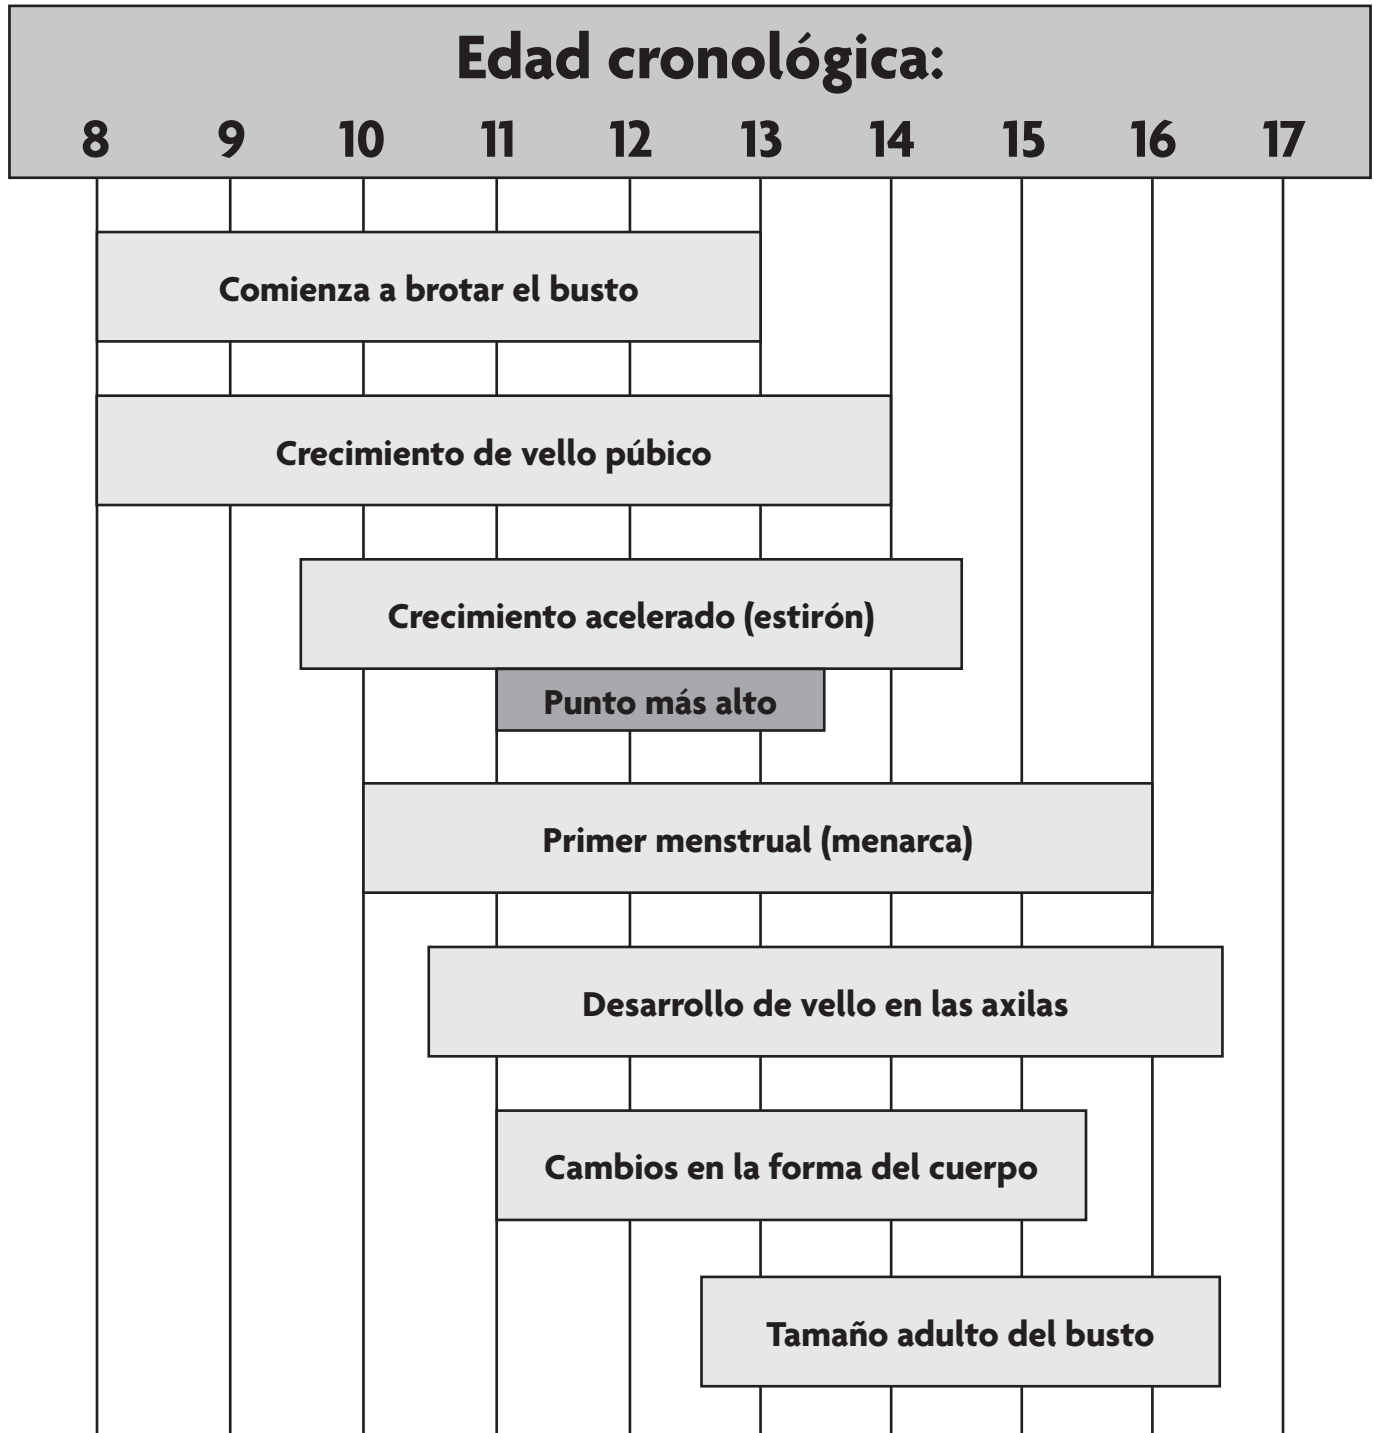 Edad cronológica:
8 9 10 11 12 13 14 15 16 17
Comienza a brotar el busto
Crecimiento de vello púbico
Crecimiento acelerado (estirón)
Punto más alto
Primer menstrual (menarca)
Desarrollo de vello en las axilas
Cambios en la forma del cuerpo
Tamaño adulto del busto